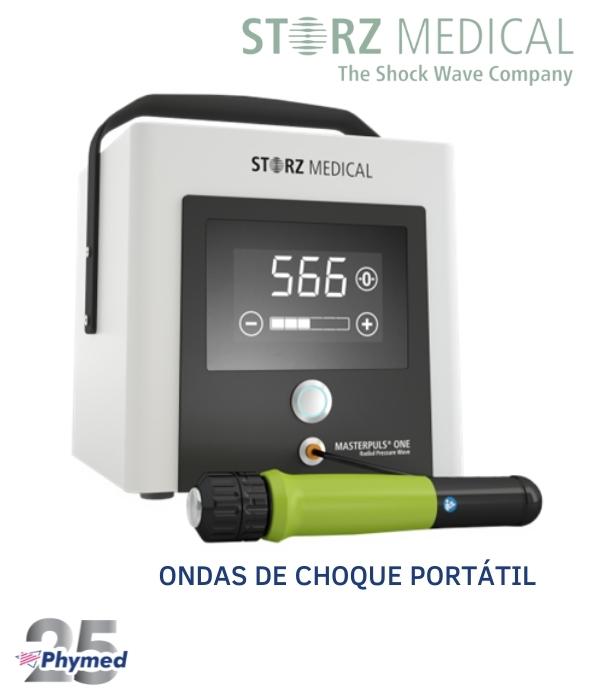 STORZ MEDICAL
The Shock Wave Company
STORZ MEDICAL
566 -0-
- +
MASTERPULS® ONE
Radial Pressure Wave
ONDAS DE CHOQUE PORTÁTIL
25
Phymed